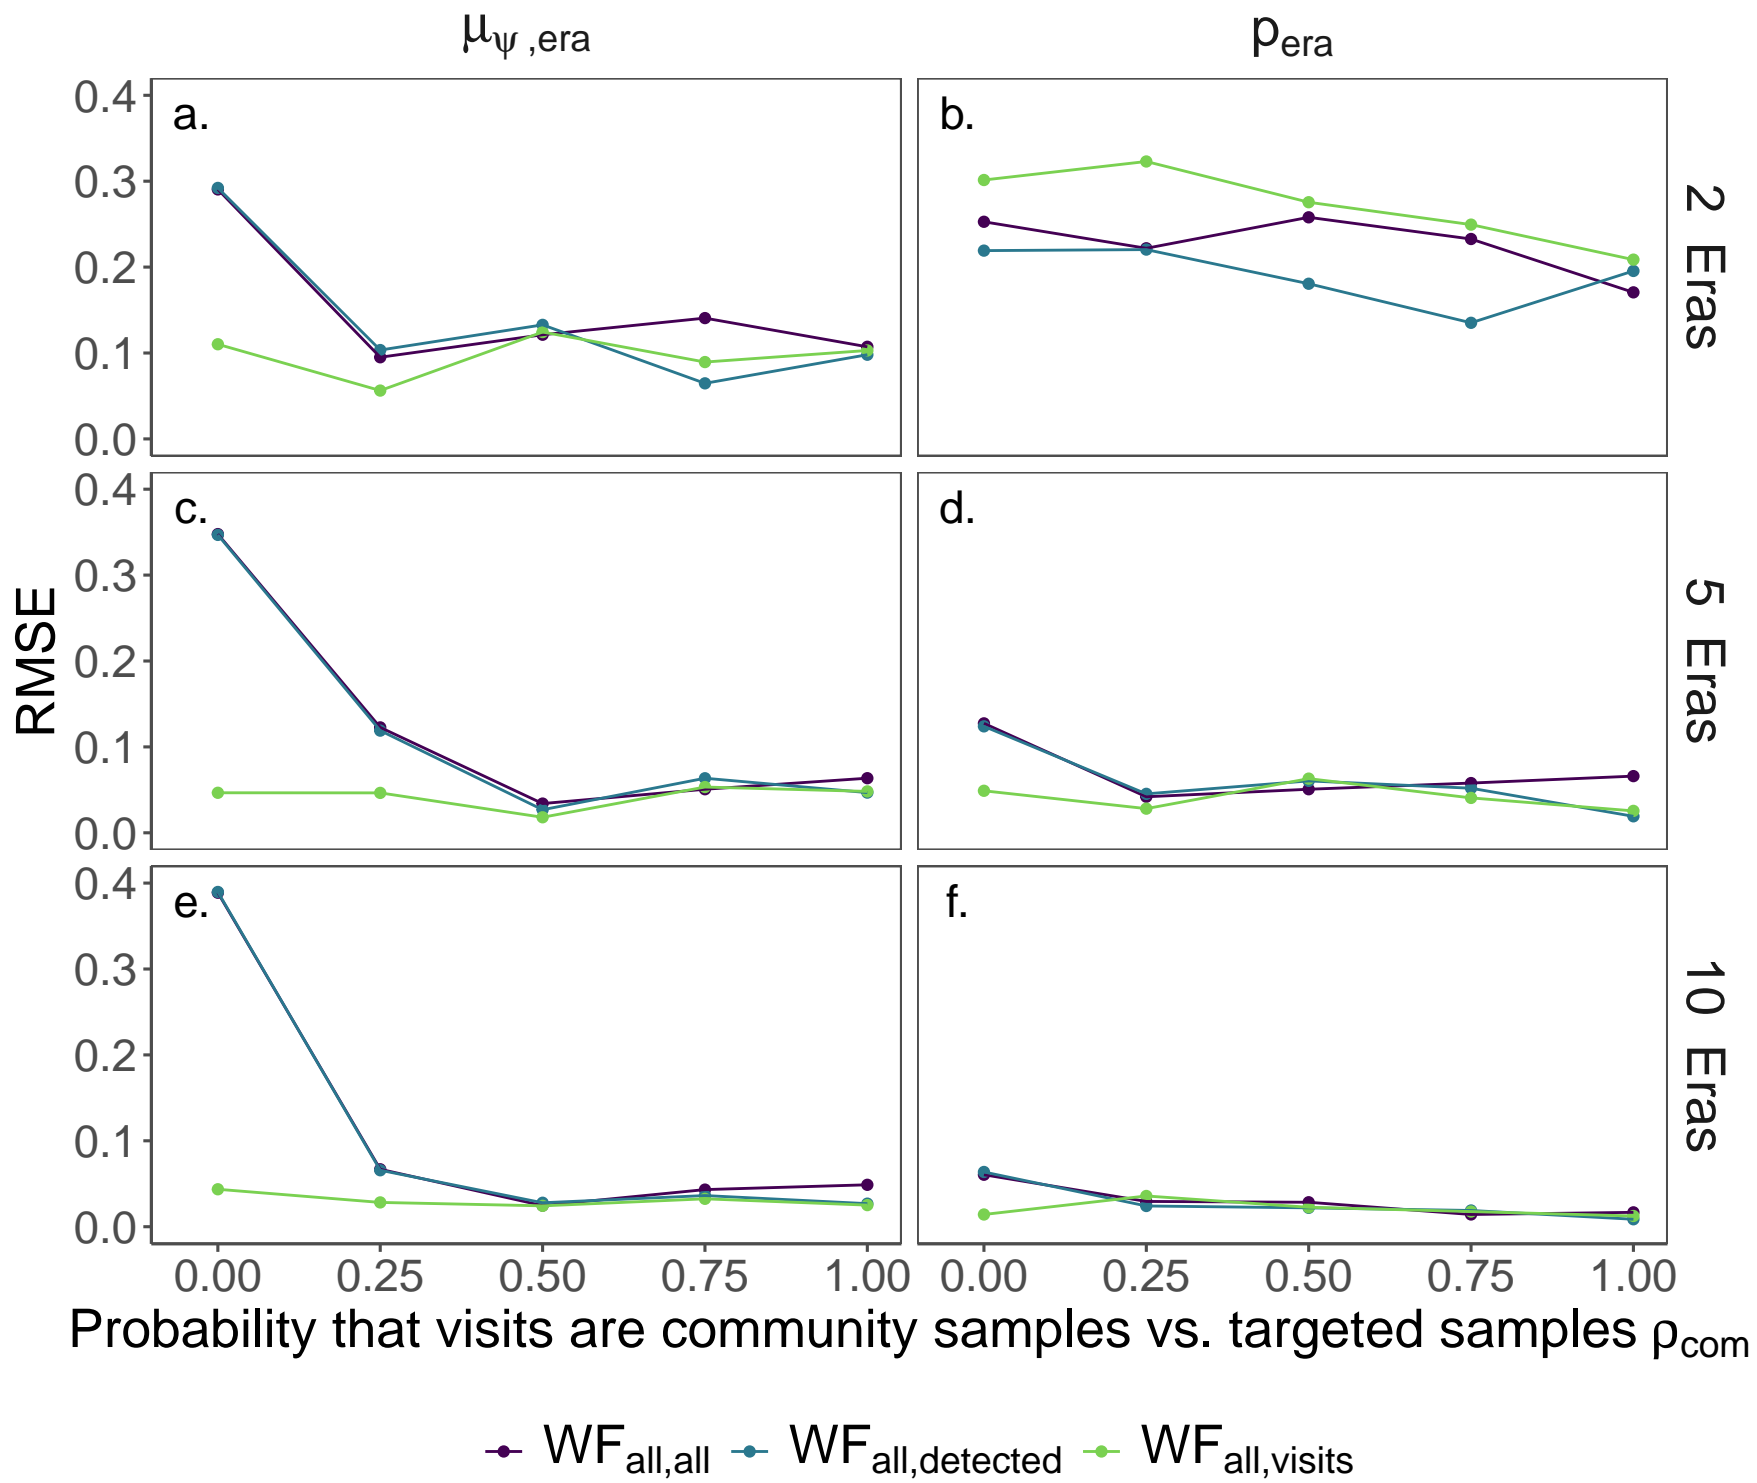 μψ ,era
pera
a.
b.
0.4
0.3
0.2
0.1
0.0
2 Eras
c.
d.
0.4
0.3
0.2
0.1
0.0
5 Eras
RMSE
e.
f.
0.4
0.3
0.2
0.1
0.0
10 Eras
0.00 0.25 0.50 0.75 1.00 0.00 0.25 0.50 0.75 1.00
Probability that visits are community samples vs. targeted samples ρcom
WFall,all WFall,detected WFall,visits